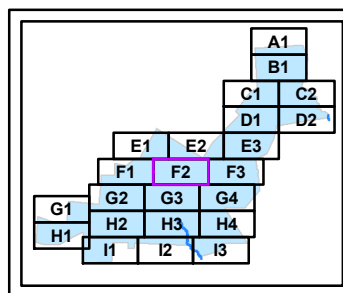 A1
B1
C1 C2
D1 D2
E1 E2 E3
F1 F2 F3
G1 G2 G3 G4
H1 H2 H3 H4
I1 I2 I3